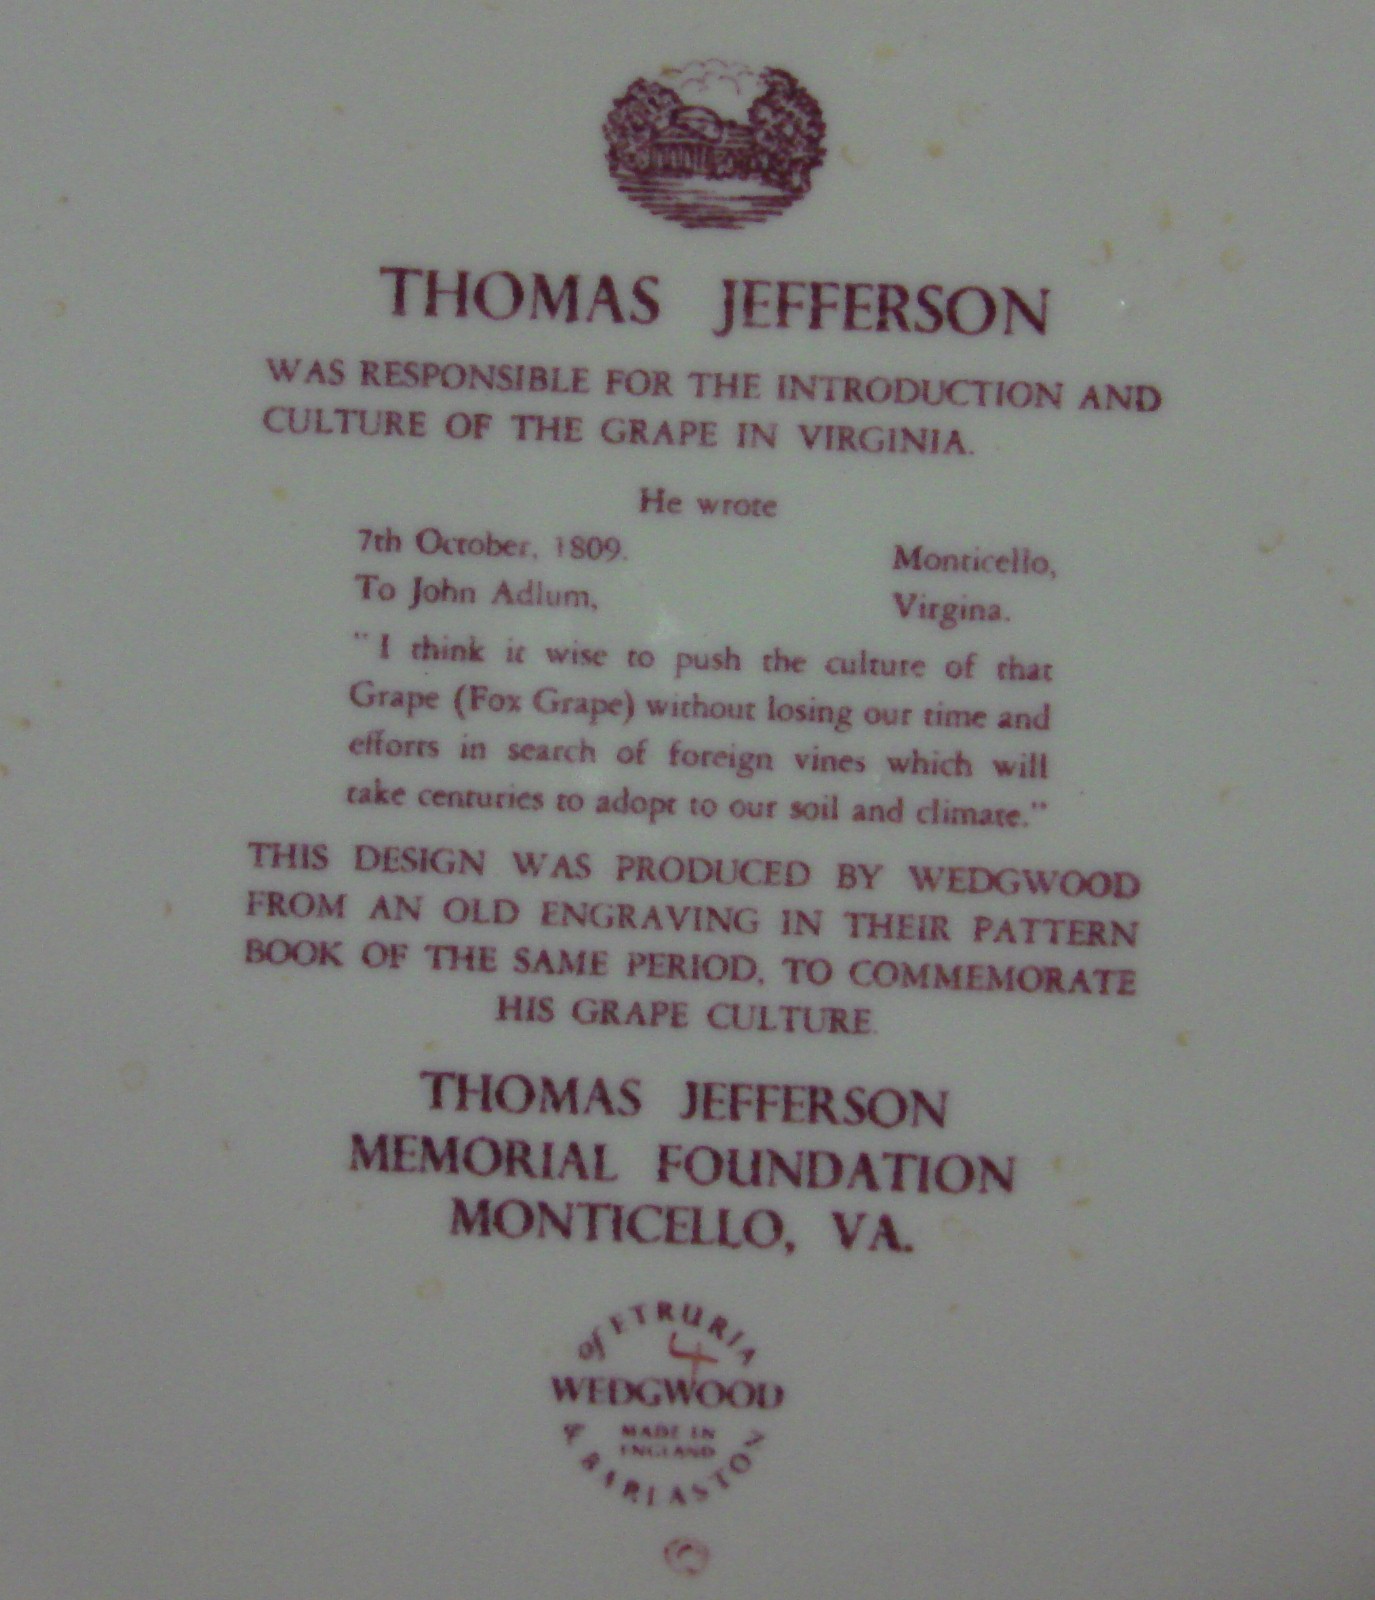 THOMAS JEFFERSON
WAS RESPONSIBLE FOR THE INTRODUCTION AND
CULTURE OF THE GRAPE IN VIRGINIA.
He wrote
7th October, 1809. Monticello,
To John Adlum, Virgina.
"I think it wise to push the culture of that
Grape (Fox Grape) without losing our time and
efforts in search of foreign vines which will
take centuries to adopt to our soil and climate."
THIS DESIGN WAS PRODUCED BY WEDGWOOD
FROM AN OLD ENGRAVING IN THEIR PATTERN
BOOK OF THE SAME PERIOD, TO COMMEMORATE
HIS GRAPE CULTURE.
THOMAS JEFFERSON
MEMORIAL FOUNDATION
MONTICELLO, VA.
of ETRURIA
4
WEDGWOOD
MADE IN
ENGLAND
& BARLASTON